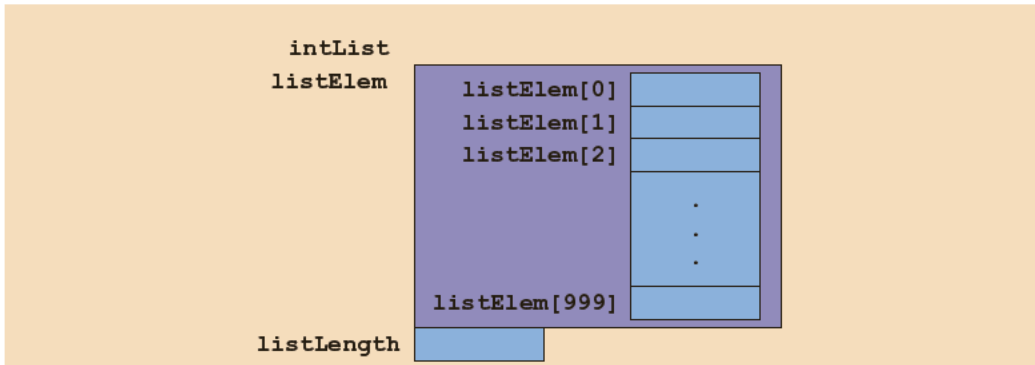 intList
listElem
listElem[0]
listElem[1]
listElem[2]
.
.
.
listElem[999]
listLength